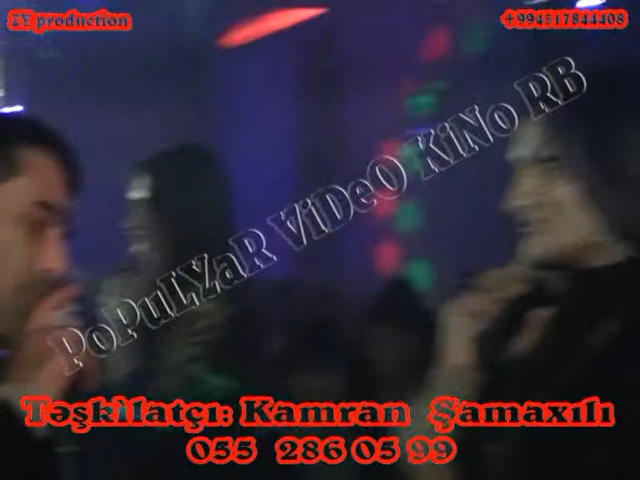 ZY production
+994517844408
PoPuLYaR ViDeO KiNo RB
Təşkilatçı: Kamran Şamaxılı
055 286 05 99